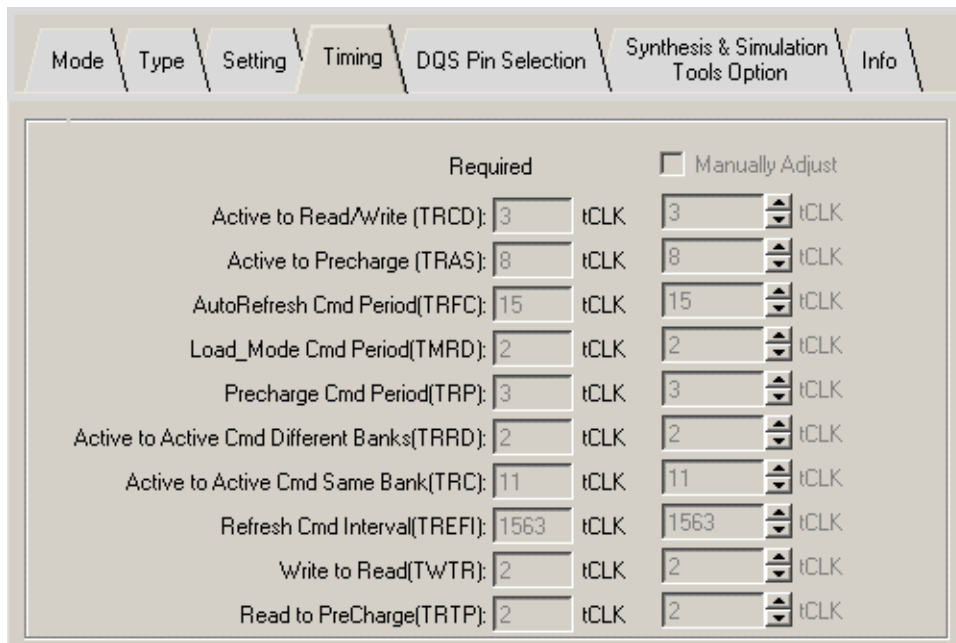 Mode Type Setting Timing DQS Pin Selection Synthesis & Simulation Tools Option Info
Required Manually Adjust
Active to Read/Write (TRCD): 3 tCLK 3 tCLK
Active to Precharge (TRAS): 8 tCLK 8 tCLK
AutoRefresh Cmd Period(TRFC): 15 tCLK 15 tCLK
Load_Mode Cmd Period(TMRD): 2 tCLK 2 tCLK
Precharge Cmd Period(TRP): 3 tCLK 3 tCLK
Active to Active Cmd Different Banks(TRRD): 2 tCLK 2 tCLK
Active to Active Cmd Same Bank(TRC): 11 tCLK 11 tCLK
Refresh Cmd Interval(TREFI): 1563 tCLK 1563 tCLK
Write to Read(TWTR): 2 tCLK 2 tCLK
Read to PreCharge(TRTP): 2 tCLK 2 tCLK